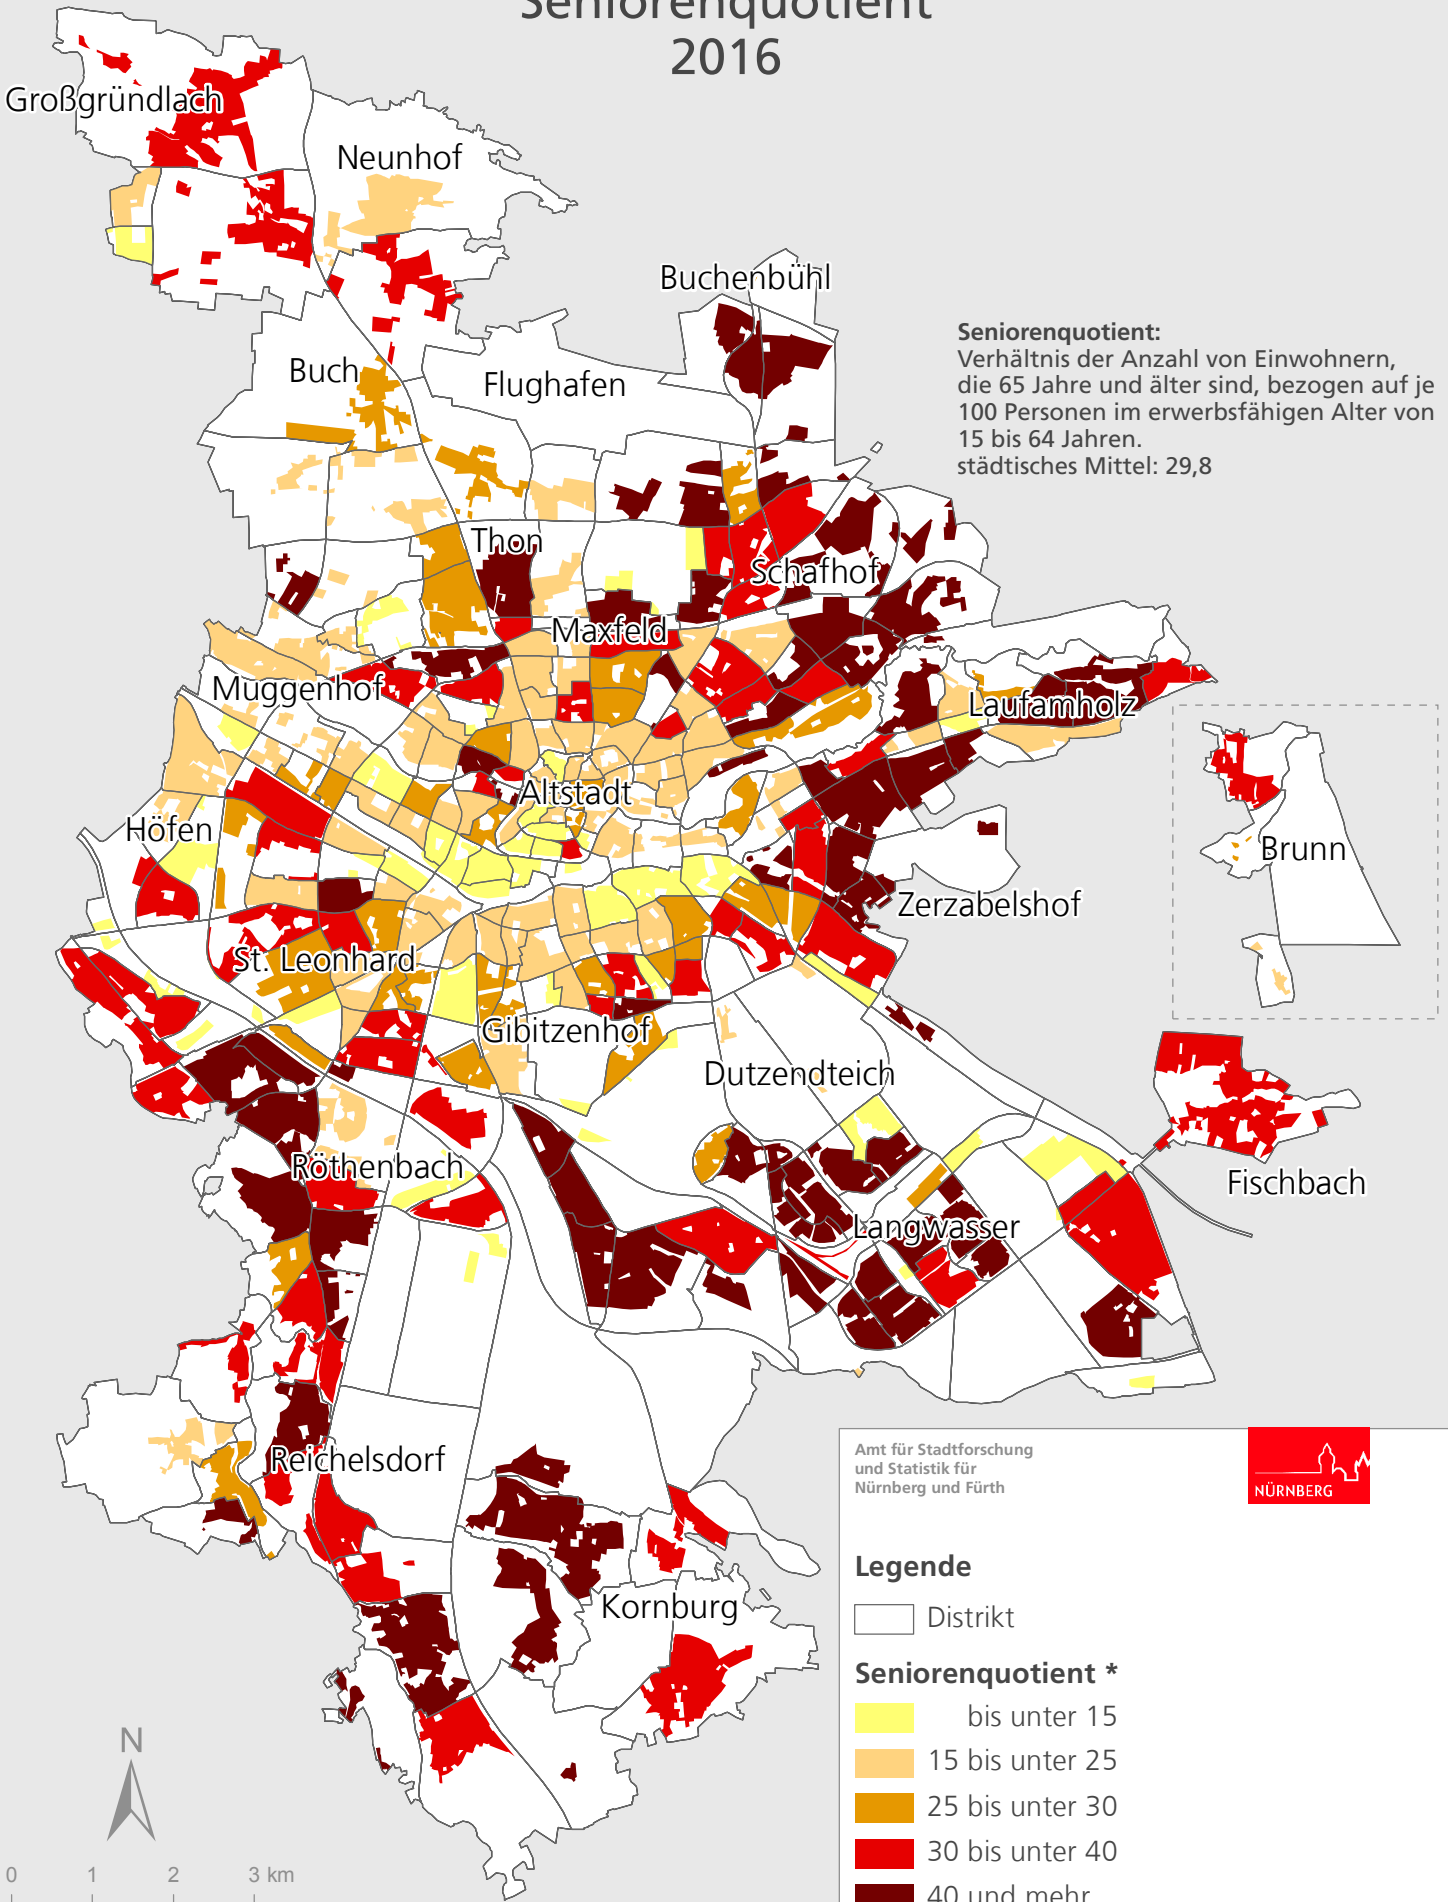 Seniorenquotient
2016
Großgründlach
Neunhof
Buchenbühl
Seniorenquotient:
Verhältnis der Anzahl von Einwohnern,
die 65 Jahre und älter sind, bezogen auf je
100 Personen im erwerbsfähigen Alter von
15 bis 64 Jahren.
städtisches Mittel: 29,8
Buch
Flughafen
Thon
Schafhof
Maxfeld
Muggenhof
Laufamholz
Altstadt
Höfen
Brunn
Zerzabelshof
St. Leonhard
Gibitzenhof
Dutzendteich
Röthenbach
Fischbach
Langwasser
Reichelsdorf
Kornburg
Amt für Stadtforschung
und Statistik für
Nürnberg und Fürth
NÜRNBERG
Legende
Distrikt
Seniorenquotient *
bis unter 15
15 bis unter 25
25 bis unter 30
30 bis unter 40
40 und mehr
N
0 1 2 3 km